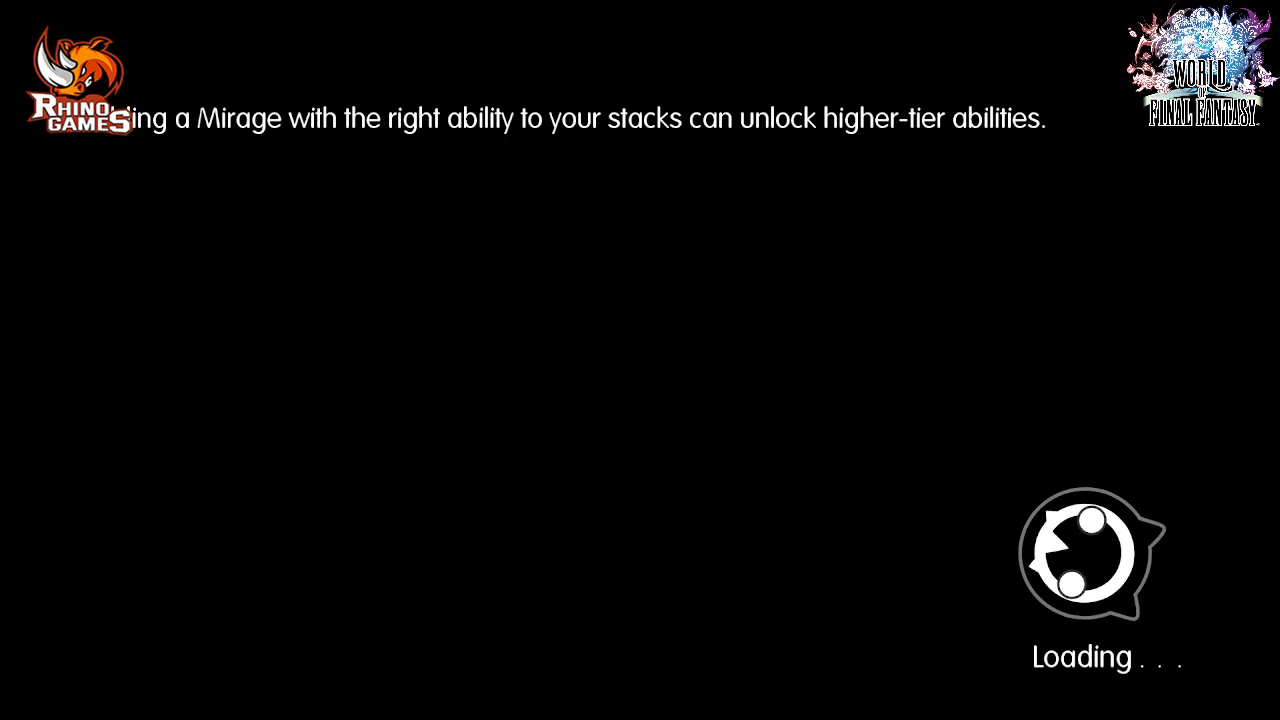 RHINO
GAMES
WORLD
OF
FINAL FANTASY
a Mirage with the right ability to your stacks can unlock higher-tier abilities.
Loading . . .